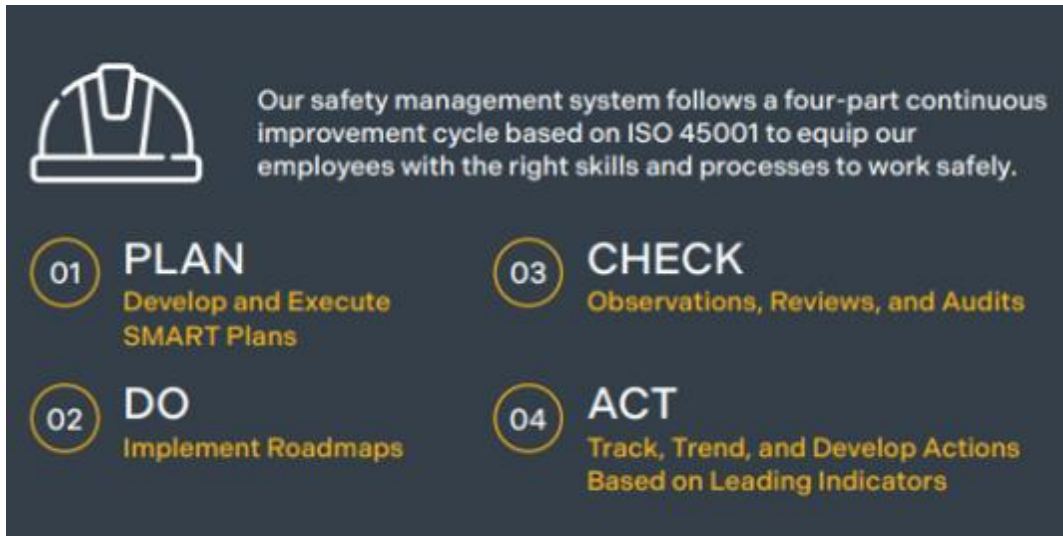 Our safety management system follows a four-part continuous
improvement cycle based on ISO 45001 to equip our
employees with the right skills and processes to work safely.
01
PLAN
Develop and Execute
SMART Plans
02
DO
Implement Roadmaps
03
CHECK
Observations, Reviews, and Audits
04
ACT
Track, Trend, and Develop Actions
Based on Leading Indicators